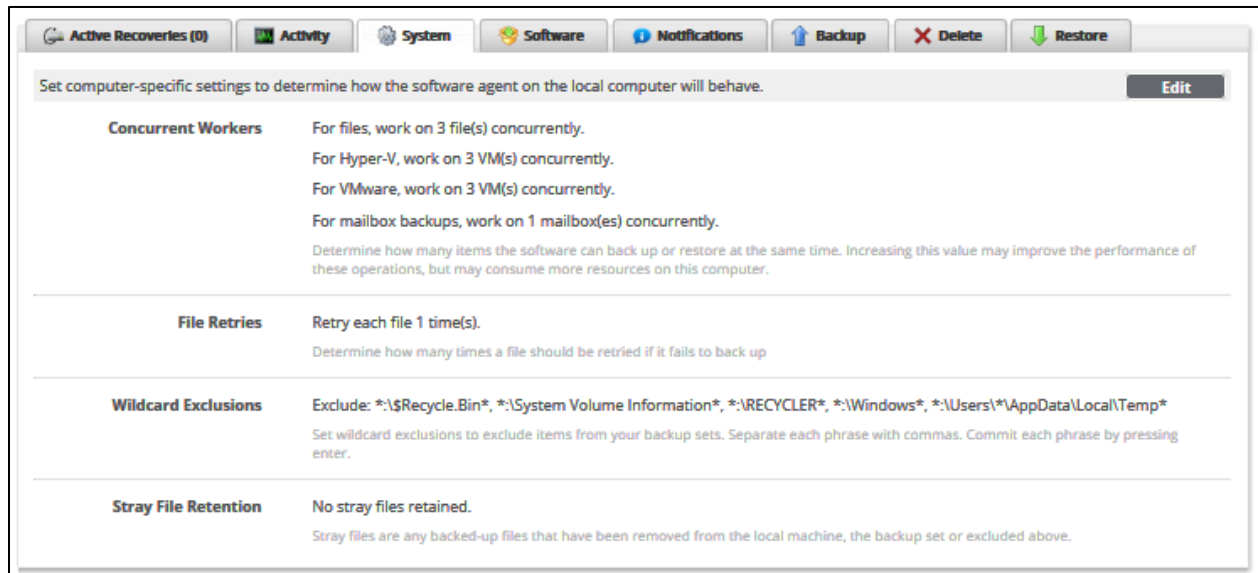 Active Recoveries (0) Activity System Software Notifications Backup Delete Restore
Set computer-specific settings to determine how the software agent on the local computer will behave. Edit
Concurrent Workers For files, work on 3 file(s) concurrently.
For Hyper-V, work on 3 VM(s) concurrently.
For VMware, work on 3 VM(s) concurrently.
For mailbox backups, work on 1 mailbox(es) concurrently.
Determine how many items the software can back up or restore at the same time. Increasing this value may improve the performance of
these operations, but may consume more resources on this computer.
File Retries Retry each file 1 time(s).
Determine how many times a file should be retried if it fails to back up
Wildcard Exclusions Exclude: *:\$Recycle.Bin*, *:\System Volume Information*, *:\RECYCLER*, *:\Windows*, *:\Users\*\AppData\Local\Temp*
Set wildcard exclusions to exclude items from your backup sets. Separate each phrase with commas. Commit each phrase by pressing
enter.
Stray File Retention No stray files retained.
Stray files are any backed-up files that have been removed from the local machine, the backup set or excluded above.